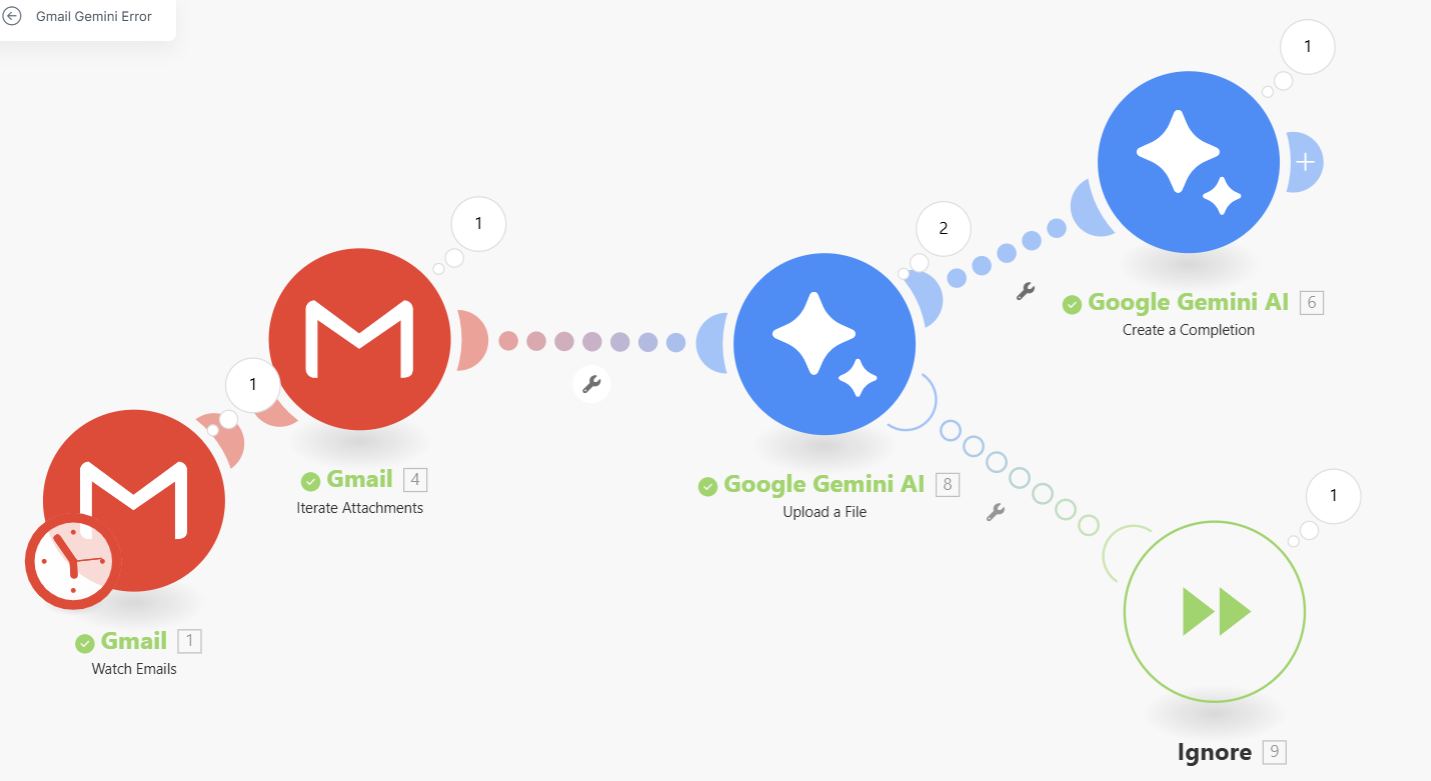 Gmail Gemini Error
1
Google Gemini AI 6
Create a Completion
1
2
Gmail 4
Iterate Attachments
1
Google Gemini AI 8
Upload a File
1
Gmail 1
Watch Emails
Ignore 9